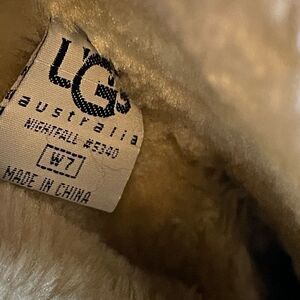 UGG
australia
NIGHTFALL #5340
W7
MADE IN CHINA